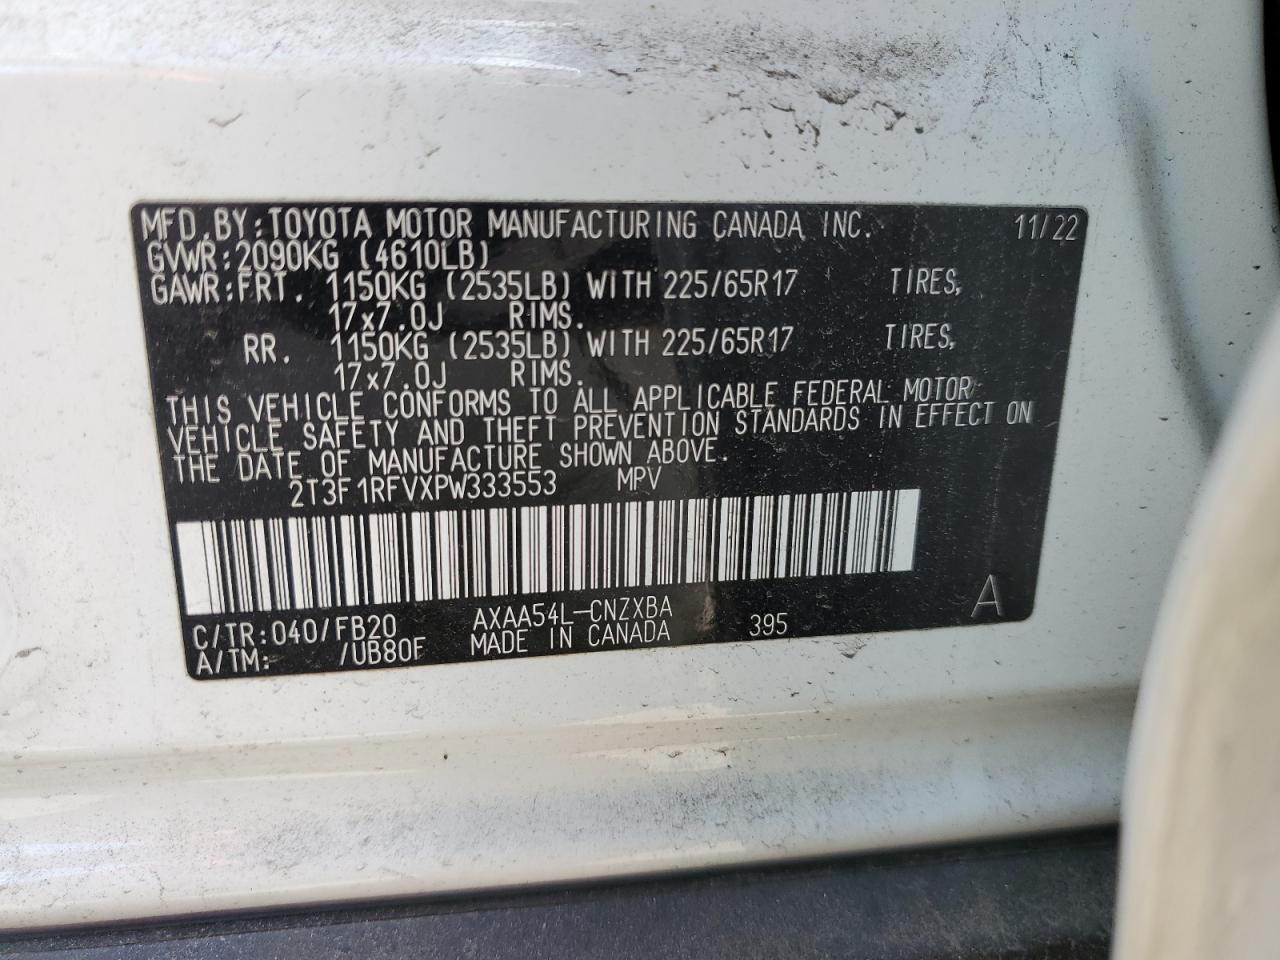 MFD.BY:TOYOTA MOTOR MANUFACTURING CANADA INC. 11/22
GVWR:2090KG (4610LB)
GAWR:FRT. 1150KG (2535LB) WITH 225/65R17 TIRES,
17x7.0J RIMS.
RR. 1150KG (2535LB) WITH 225/65R17 TIRES,
17x7.0J RIMS.
THIS VEHICLE CONFORMS TO ALL APPLICABLE FEDERAL MOTOR
VEHICLE SAFETY AND THEFT PREVENTION STANDARDS IN EFFECT ON
THE DATE OF MANUFACTURE SHOWN ABOVE.
2T3F1RFVXPW333553 MPV
C/TR:040/FB20 AXAA54L-CNZXBA 395 A
A/TM: /UB80F MADE IN CANADA